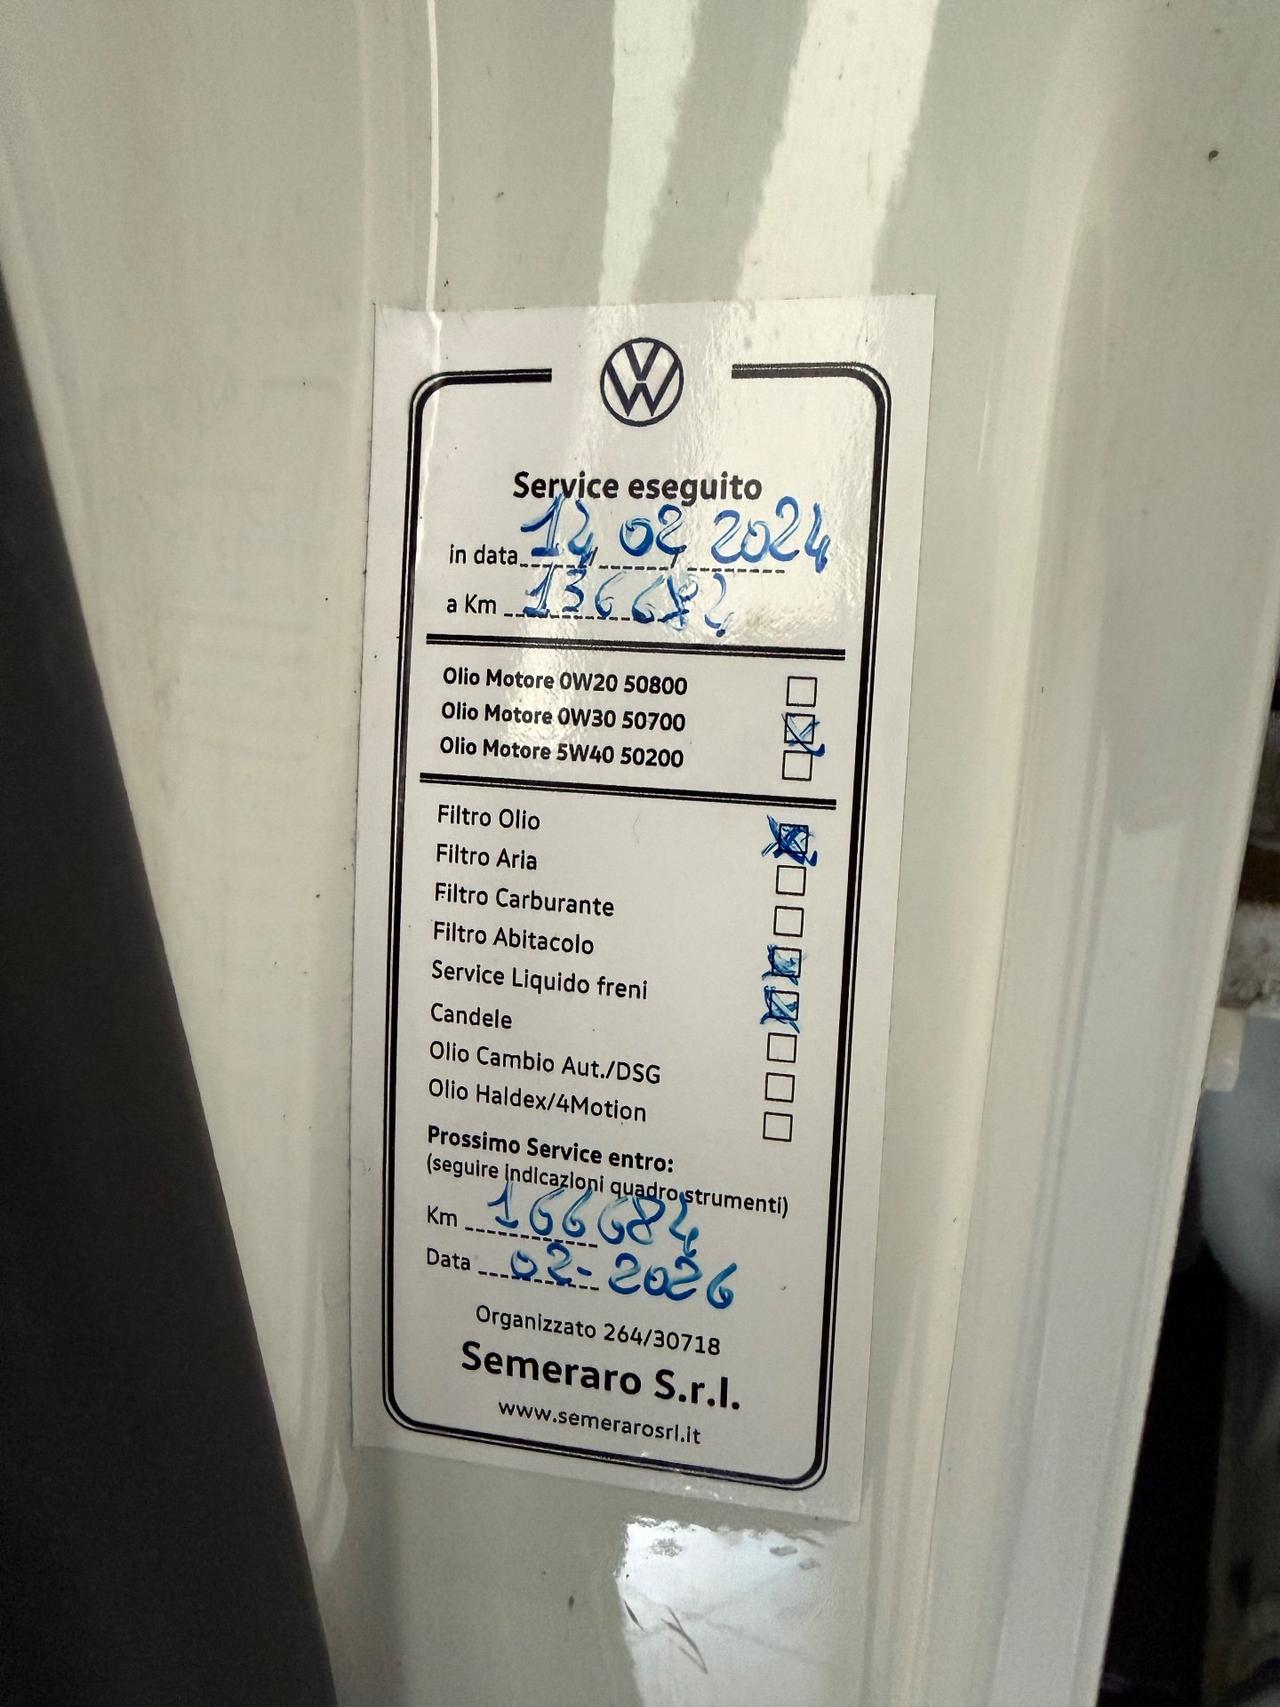 Service eseguito
in data 12/02/2024
a Km 136684
Olio Motore 0W20 50800
Olio Motore 0W30 50700
Olio Motore 5W40 50200
Filtro Olio
Filtro Aria
Filtro Carburante
Filtro Abitacolo
Service Liquido freni
Candele
Olio Cambio Aut./DSG
Olio Haldex/4Motion
Prossimo Service entro:
(seguire indicazioni quadro strumenti)
Km 166684
Data 02-2026
Organizzato 264/30718
Semeraro S.r.l.
www.semerarosrl.it